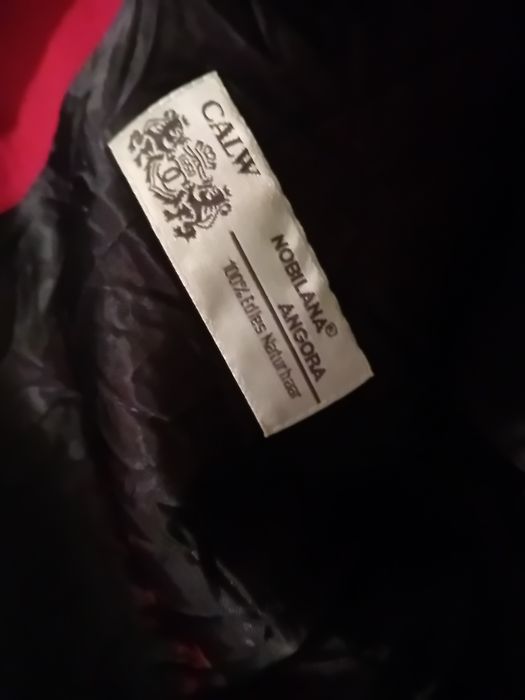 CALW
NOBILANA®
ANGORA
100% Edles Naturhaar